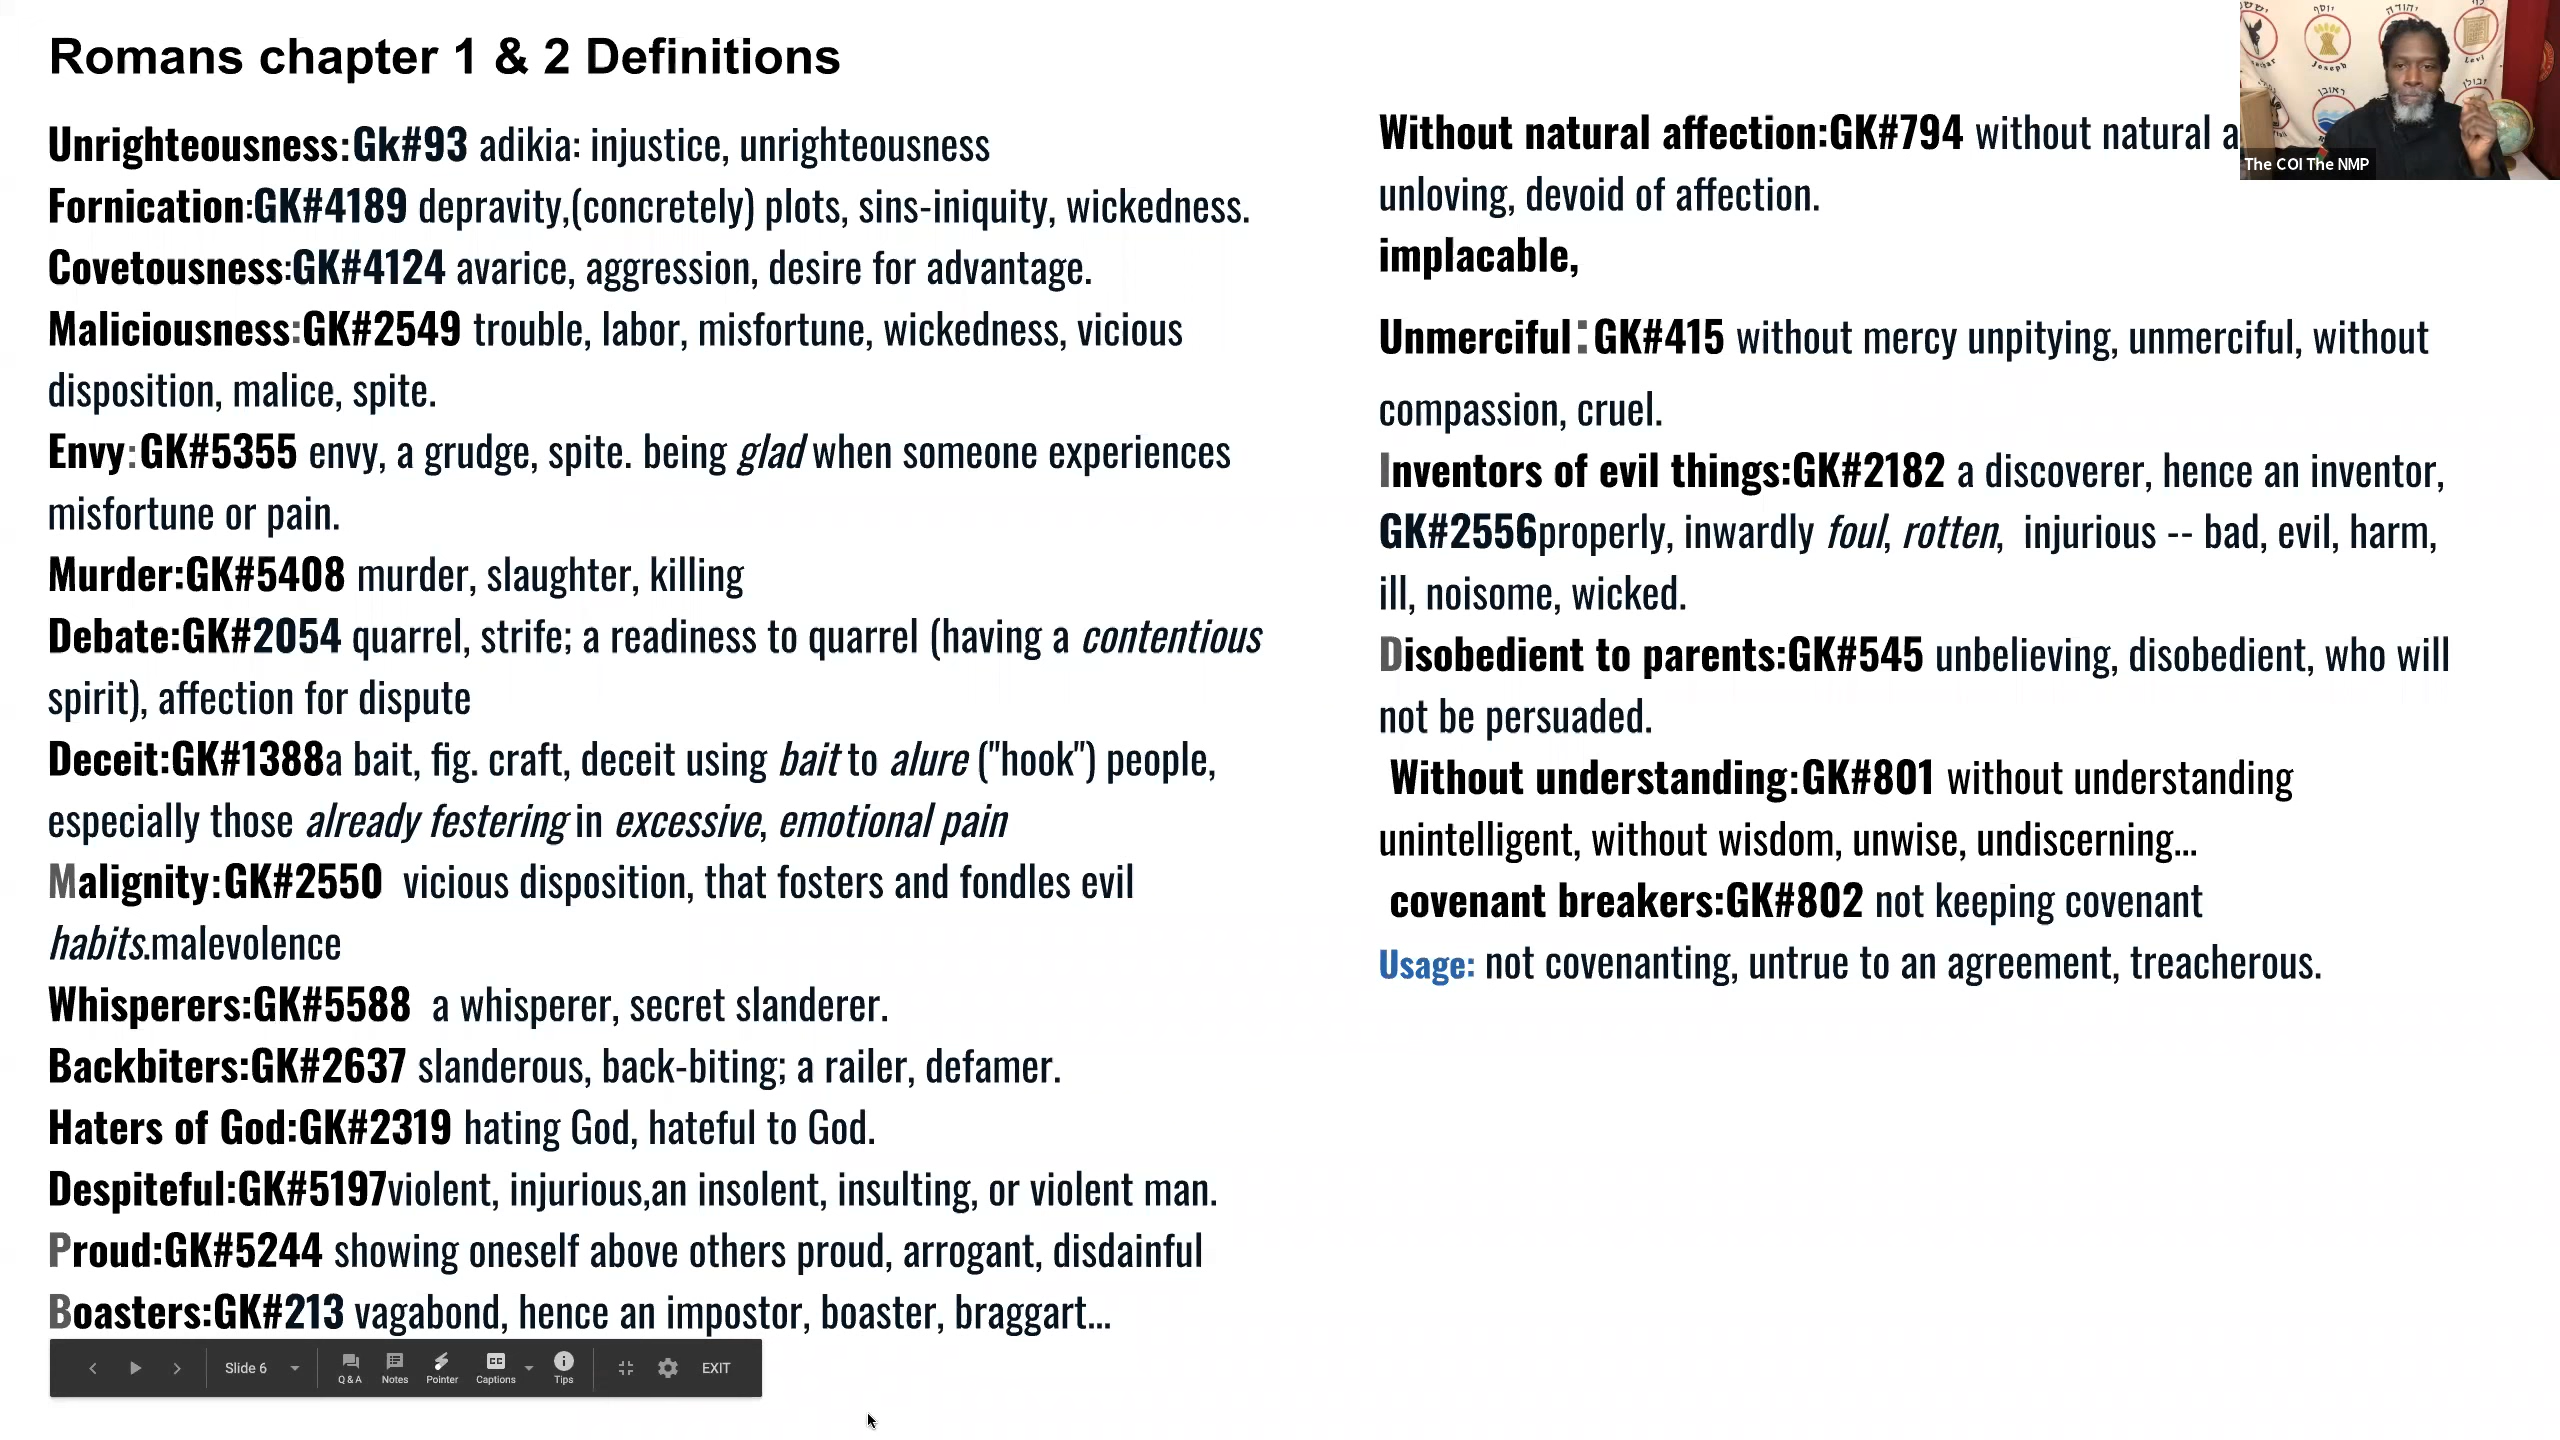 Romans chapter 1 & 2 Definitions
Unrighteousness:Gk#93 adikia: injustice, unrighteousness
Fornication:GK#4189 depravity,(concretely) plots, sins-iniquity, wickedness.
Covetousness:GK#4124 avarice, aggression, desire for advantage.
Maliciousness:GK#2549 trouble, labor, misfortune, wickedness, vicious
disposition, malice, spite.
Envy:GK#5355 envy, a grudge, spite. being glad when someone experiences
misfortune or pain.
Murder:GK#5408 murder, slaughter, killing
Debate:GK#2054 quarrel, strife; a readiness to quarrel (having a contentious
spirit), affection for dispute
Deceit:GK#1388a bait, fig. craft, deceit using bait to alure ("hook") people,
especially those already festering in excessive, emotional pain
Malignity:GK#2550 vicious disposition, that fosters and fondles evil
habits.malevolence
Whisperers:GK#5588 a whisperer, secret slanderer.
Backbiters:GK#2637 slanderous, back-biting; a railer, defamer.
Haters of God:GK#2319 hating God, hateful to God.
Despiteful:GK#5197violent, injurious,an insolent, insulting, or violent man.
Proud:GK#5244 showing oneself above others proud, arrogant, disdainful
Boasters:GK#213 vagabond, hence an impostor, boaster, braggart...
Without natural affection:GK#794 without natural
unloving, devoid of affection.
implacable,
Unmerciful:GK#415 without mercy unpitying, unmerciful, without
compassion, cruel.
Inventors of evil things:GK#2182 a discoverer, hence an inventor,
GK#2556properly, inwardly foul, rotten, injurious -- bad, evil, harm,
ill, noisome, wicked.
Disobedient to parents:GK#545 unbelieving, disobedient, who will
not be persuaded.
Without understanding:GK#801 without understanding
unintelligent, without wisdom, unwise, undiscerning...
covenant breakers:GK#802 not keeping covenant
Usage: not covenanting, untrue to an agreement, treacherous.
יוסף
יהודה
Joseph
Levi
ראובן
זבולן
The COI The NMP
Slide 6
Q & A
Notes
Pointer
Captions
Tips
EXIT